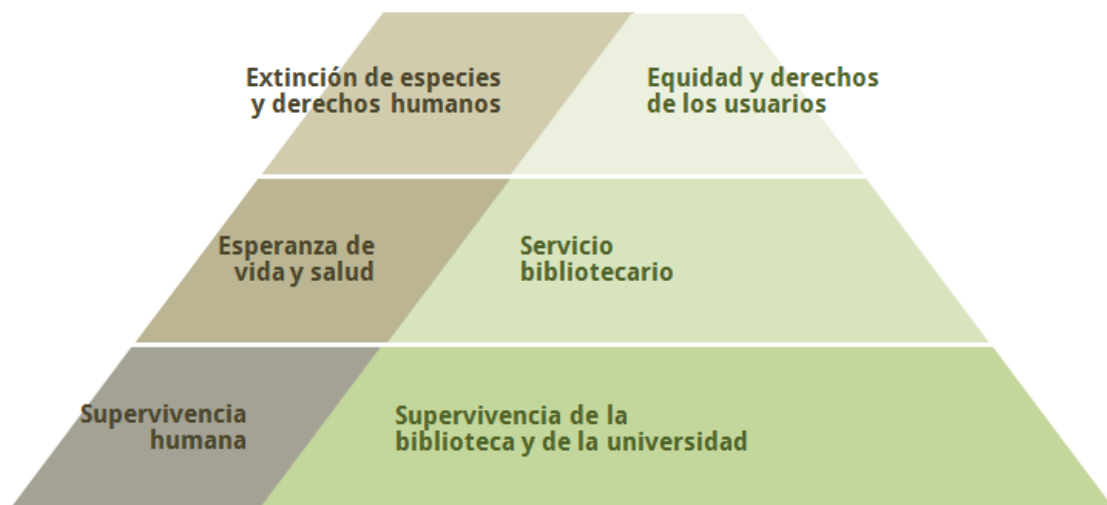 Extinción de especies
y derechos humanos
Equidad y derechos
de los usuarios
Esperanza de
vida y salud
Servicio
bibliotecario
Supervivencia
humana
Supervivencia de la
biblioteca y de la universidad